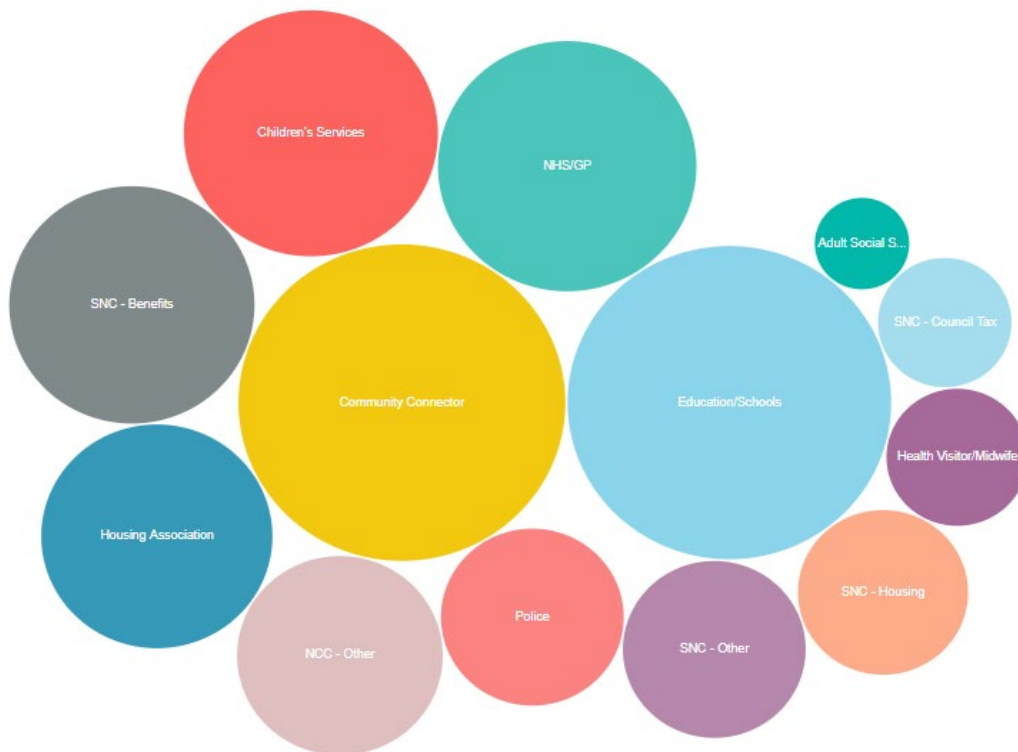 Children's Services
NHS/GP
Adult Social S...
SNC - Benefits
SNC - Council Tax
Community Connector
Education/Schools
Health Visitor/Midwife
Housing Association
SNC - Housing
Police
NCC - Other
SNC - Other